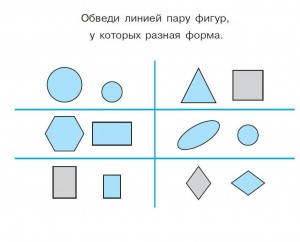 Обведи линией пару фигур,
у которых разная форма.